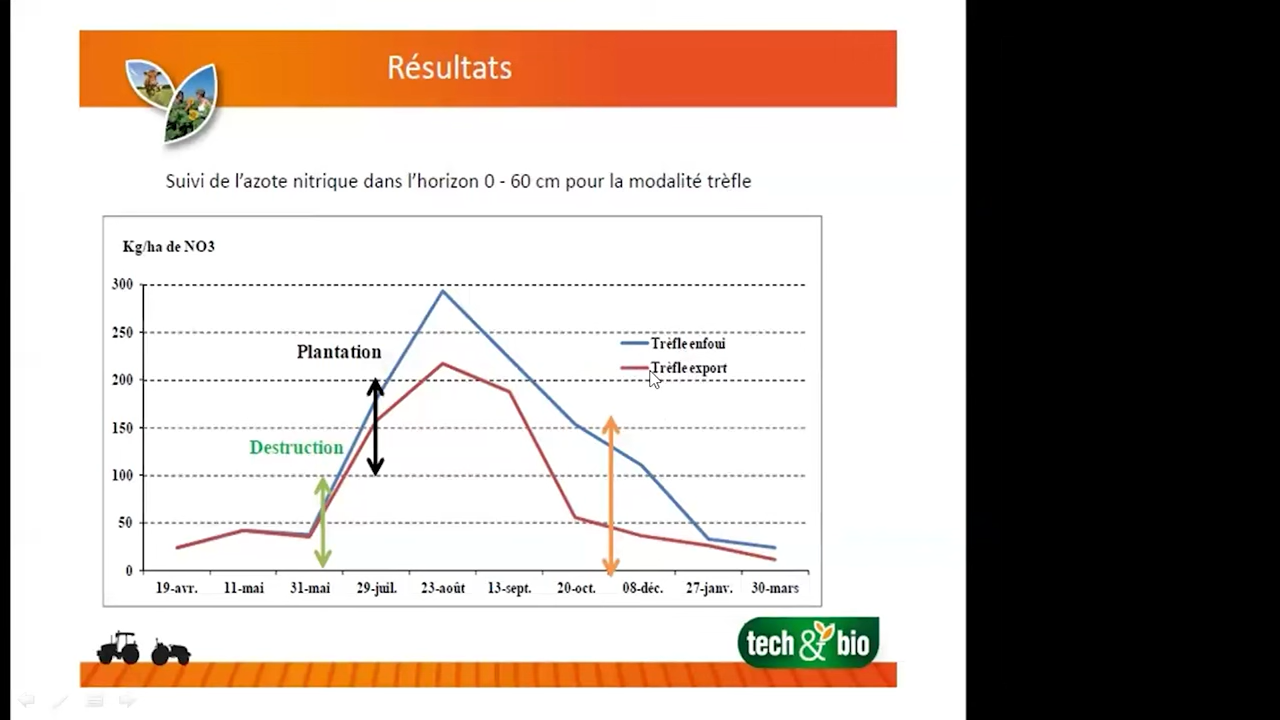 Résultats
Suivi de l'azote nitrique dans l'horizon 0 - 60 cm pour la modalité trèfle
Kg/ha de NO3
300
250
200
150
100
50
0
Plantation
Destruction
Trèfle enfoui
Trèfle export
19-avr. 11-mai 31-mai 29-juil. 23-août 13-sept. 20-oct. 08-déc. 27-janv. 30-mars
tech & bio